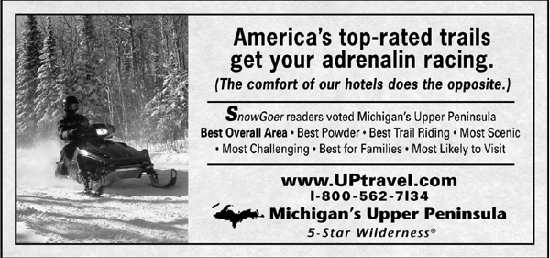 America's top-rated trails
get your adrenalin racing.
(The comfort of our hotels does the opposite.)
SnowGoer readers voted Michigan's Upper Peninsula
Best Overall Area • Best Powder • Best Trail Riding • Most Scenic
• Most Challenging • Best for Families • Most Likely to Visit
www.UPtravel.com
1-800-562-7134
Michigan's Upper Peninsula
5-Star Wilderness®